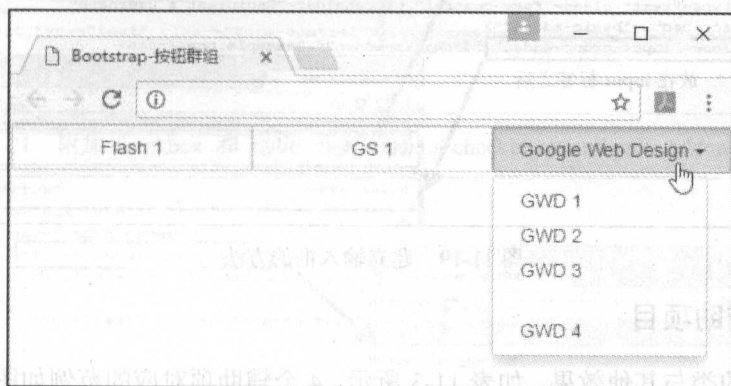 Bootstrap-按钮群组
Flash 1
GS 1
Google Web Design
GWD 1
GWD 2
GWD 3
GWD 4